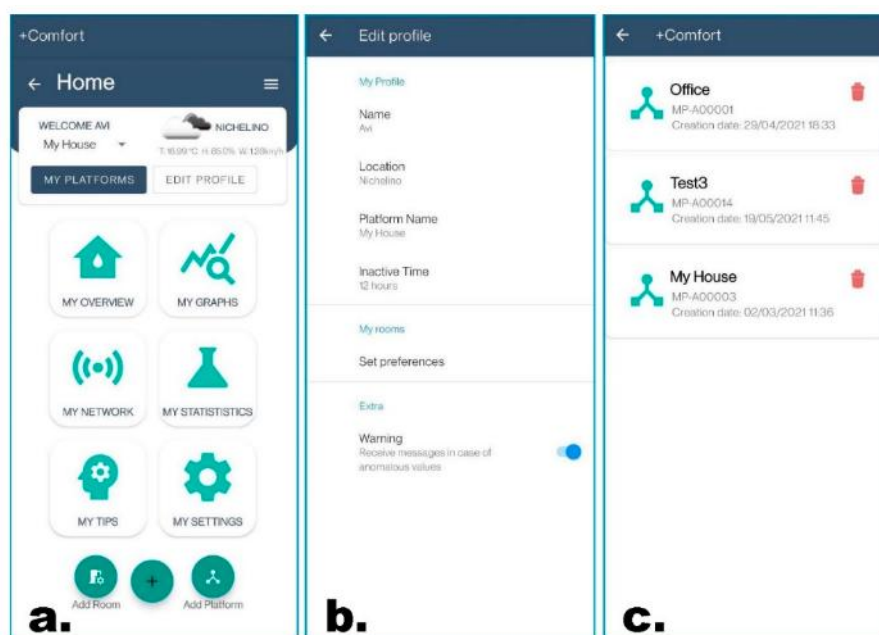 +Comfort
Home
WELCOME AVI
NICHELINO
My House
T: 16.99 °C H: 85.0% W: 1.28km/h
MY PLATFORMS
EDIT PROFILE
MY OVERVIEW
MY GRAPHS
MY NETWORK
MY STATISTISTICS
MY TIPS
MY SETTINGS
Add Room
Add Platform
a.
Edit profile
My Profile
Name
Avi
Location
Nichelino
Platform Name
My House
Inactive Time
12 hours
My rooms
Set preferences
Extra
Warning
Receive messages in case of
anomalous values
b.
+Comfort
Office
MP-A00001
Creation date: 29/04/2021 18:33
Test3
MP-A00014
Creation date: 19/05/2021 11:45
My House
MP-A00003
Creation date: 02/03/2021 11:36
c.